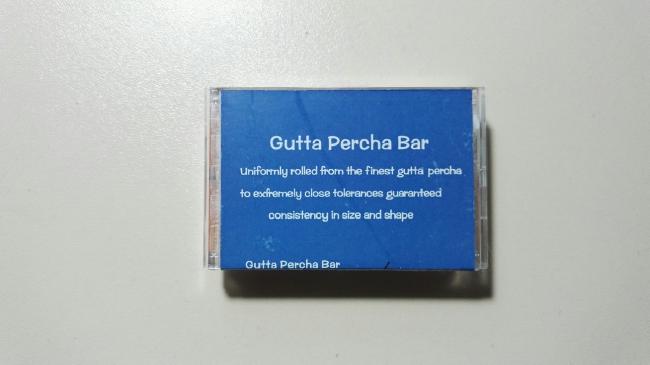 Gutta Percha Bar
Uniformly rolled from the finest gutta percha
to exfremely close tolerances guaranteed
consistency in size and shape
Gutta Percha Bar